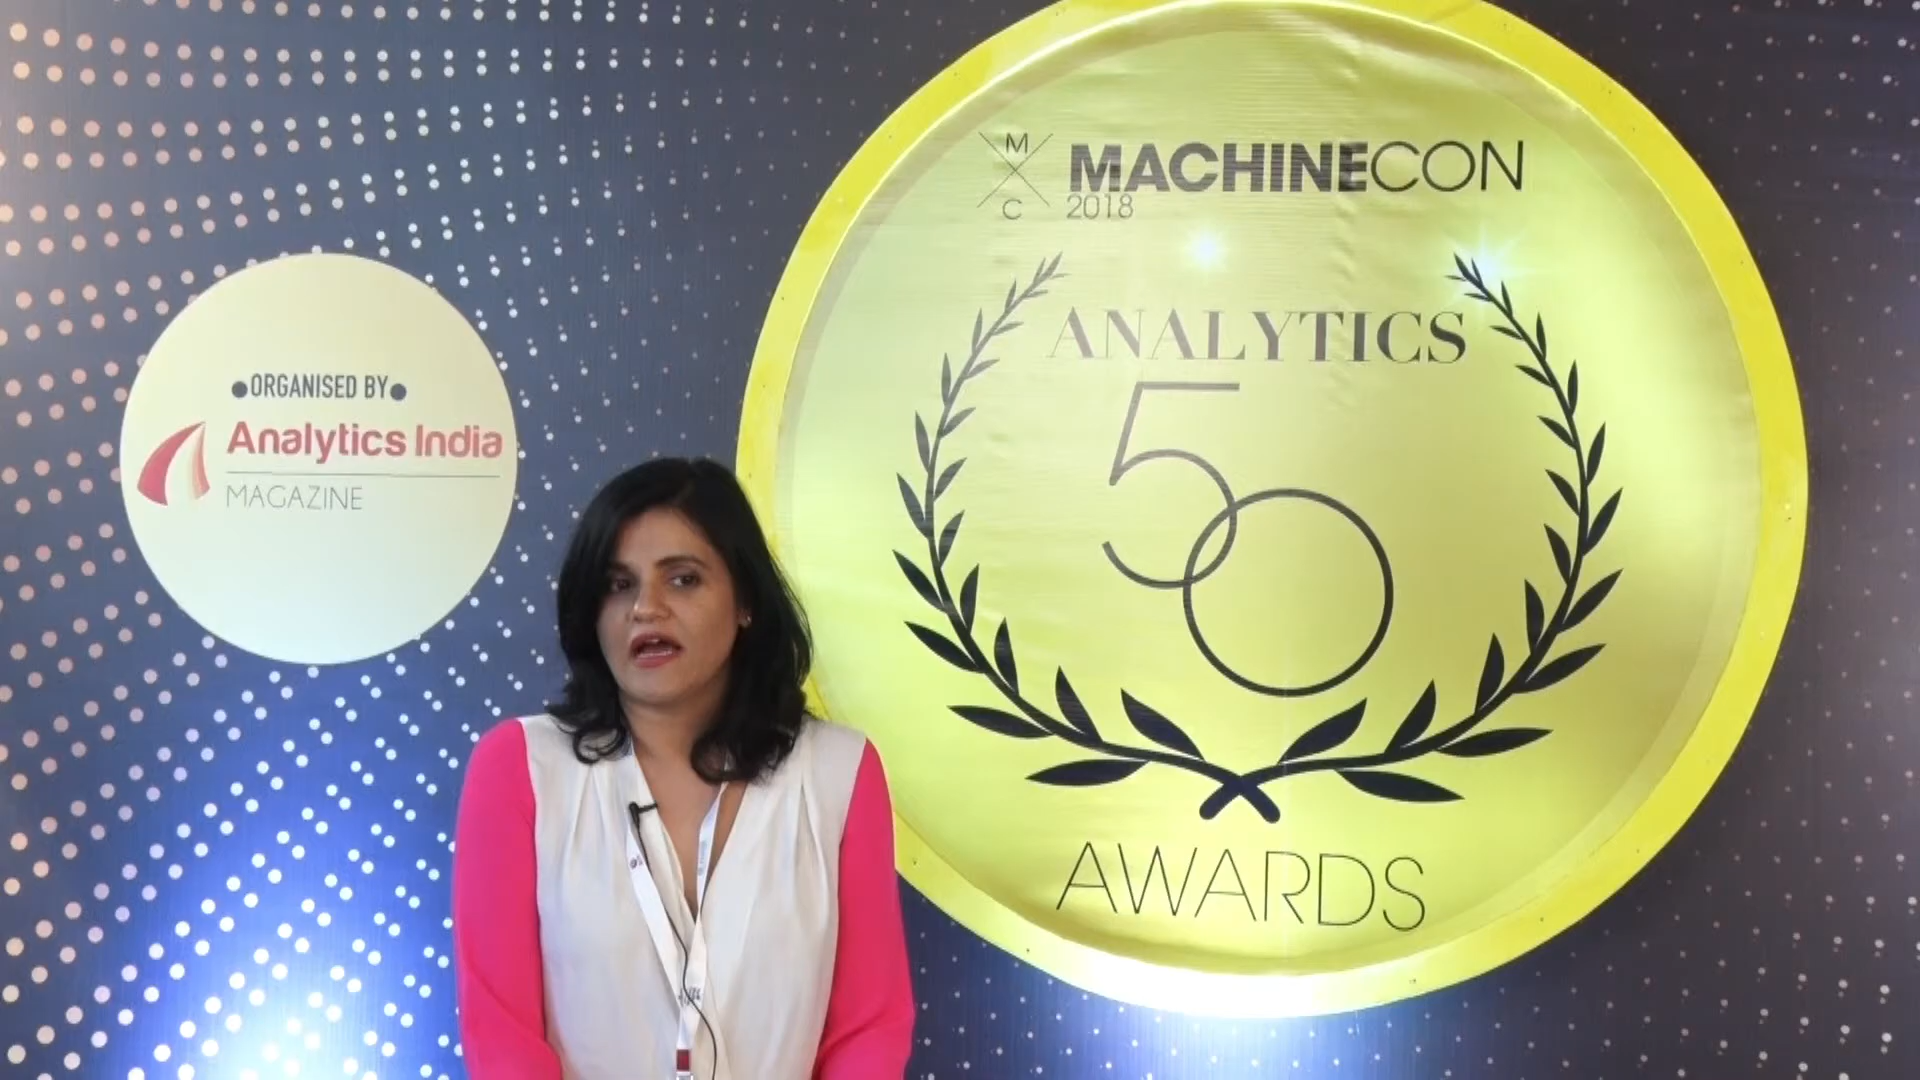 ●ORGANISED BY●
Analytics India
MAGAZINE
M
C
MACHINECON
2018
ANALYTICS
50
AWARDS